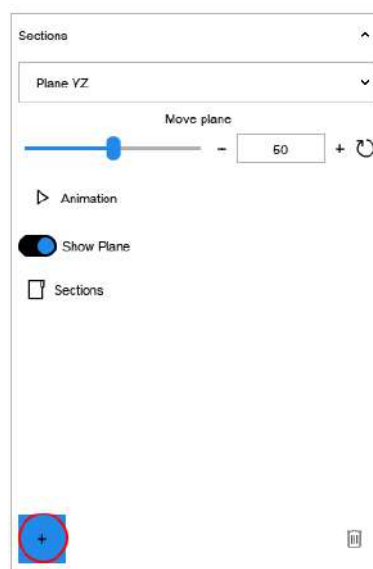 Sections
Plane YZ
Move plane
- 50 +
Animation
Show Plane
Sections
+